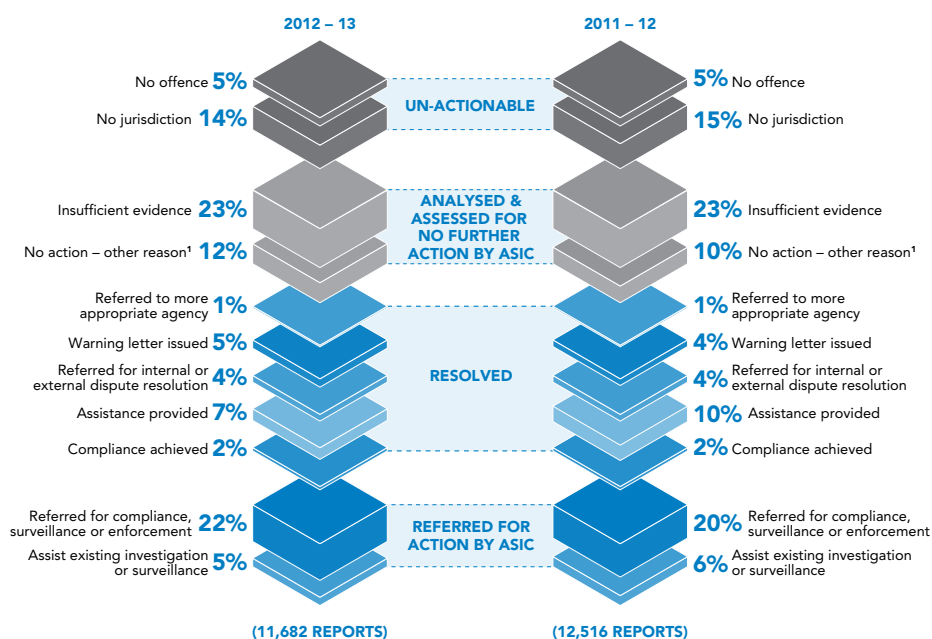 2012 – 13
2011 – 12
No offence 5%
5% No offence
UN-ACTIONABLE
No jurisdiction 14%
15% No jurisdiction
ANALYSED &
ASSESSED FOR
NO FURTHER
ACTION BY ASIC
Insufficient evidence 23%
23% Insufficient evidence
No action – other reason¹ 12%
10% No action – other reason¹
Referred to more
appropriate agency
1%
1%
Referred to more
appropriate agency
Warning letter issued 5%
4% Warning letter issued
Referred for internal or
external dispute resolution
4%
RESOLVED
4%
Referred for internal or
external dispute resolution
Assistance provided 7%
10% Assistance provided
Compliance achieved 2%
2% Compliance achieved
Referred for compliance,
surveillance or enforcement
22%
REFERRED FOR
ACTION BY ASIC
20%
Referred for compliance,
surveillance or enforcement
Assist existing investigation
or surveillance
5%
6%
Assist existing investigation
or surveillance
(11,682 REPORTS)
(12,516 REPORTS)